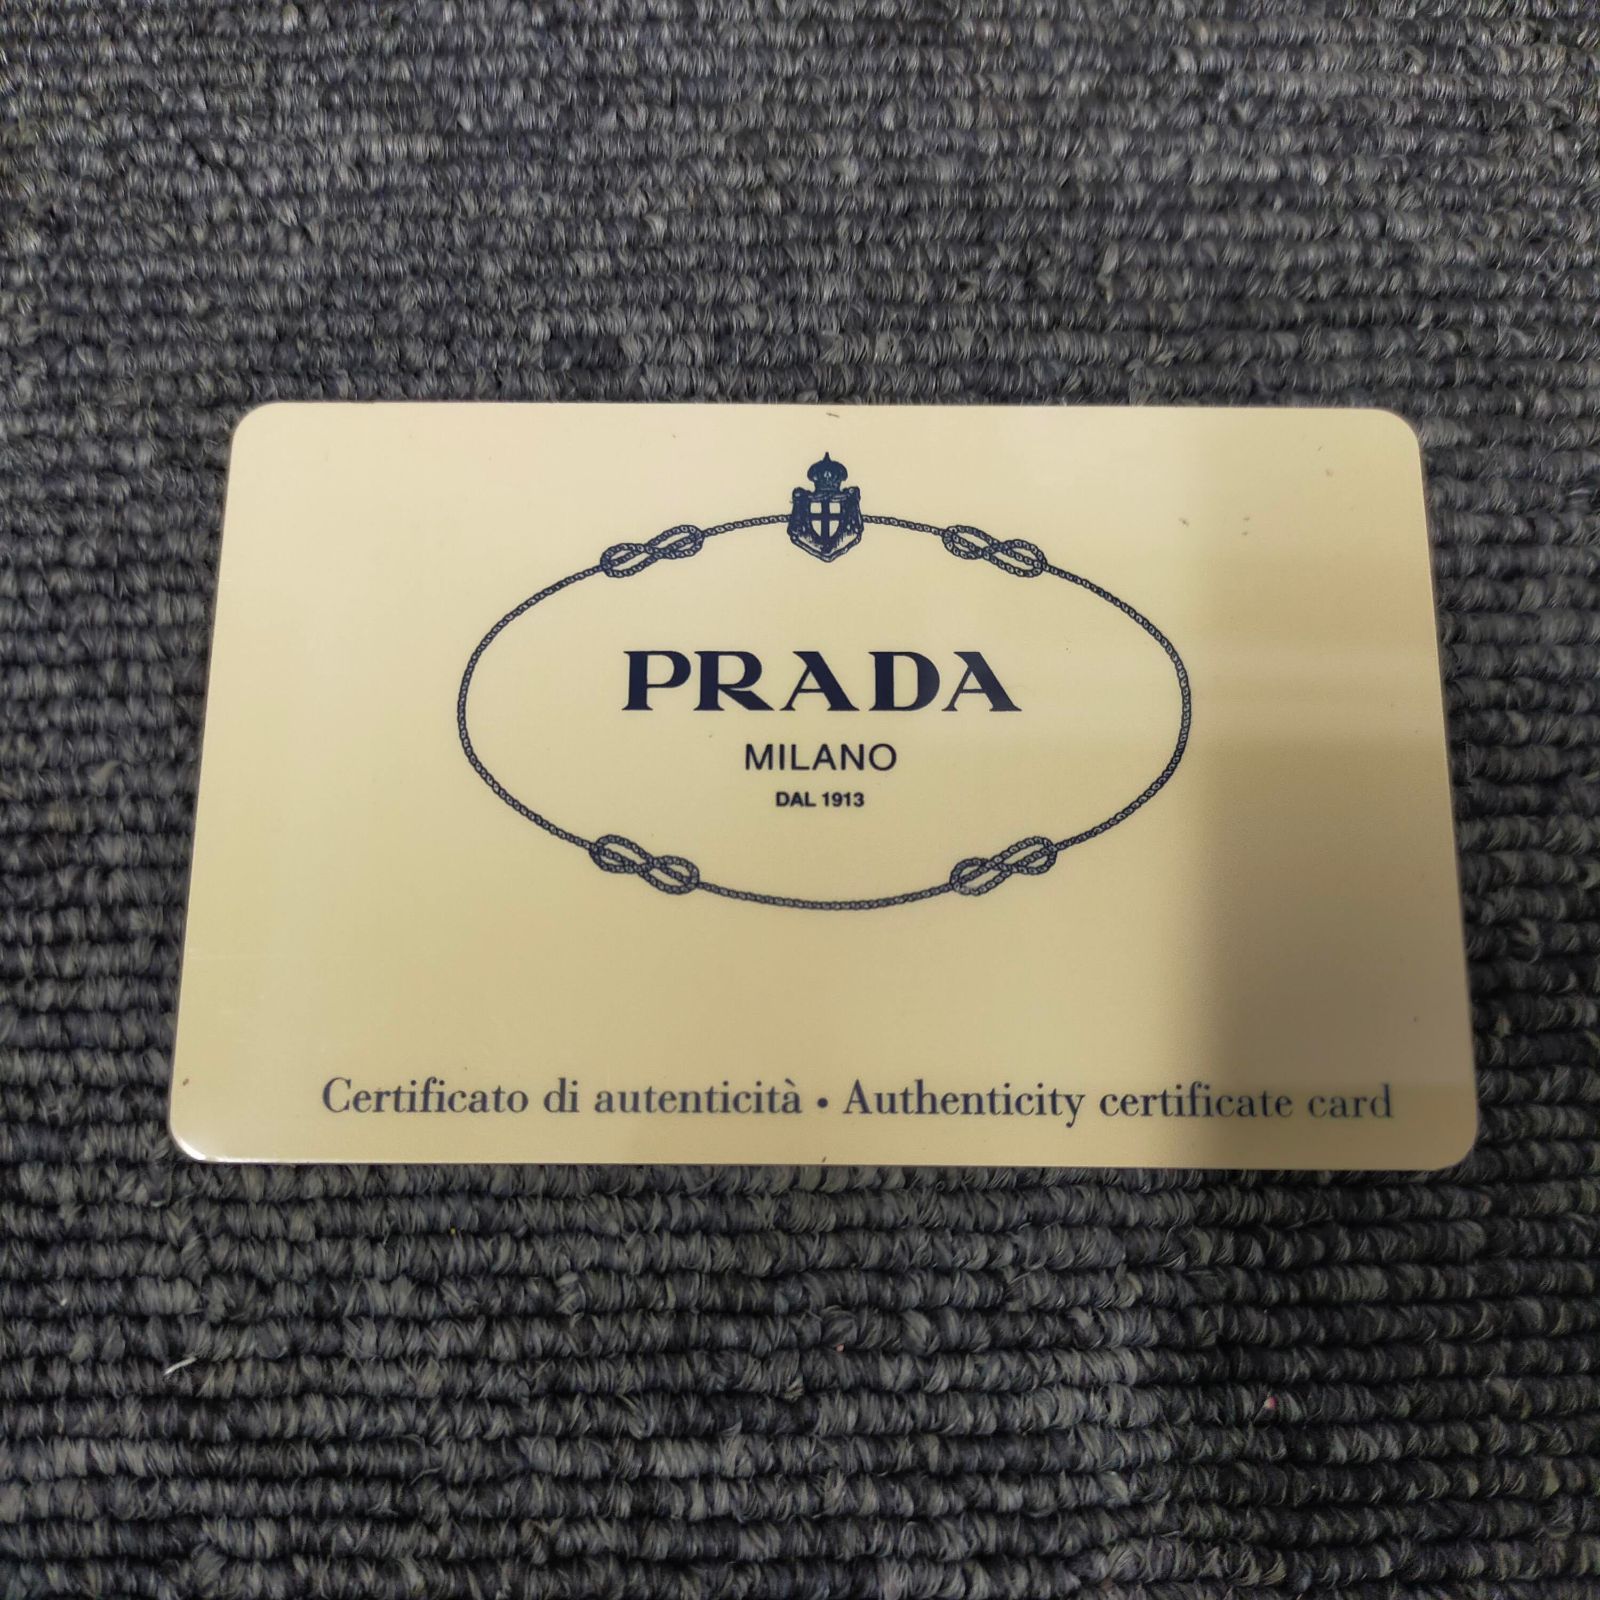 PRADA
MILANO
DAL 1913
Certificato di autenticità • Authenticity certificate card